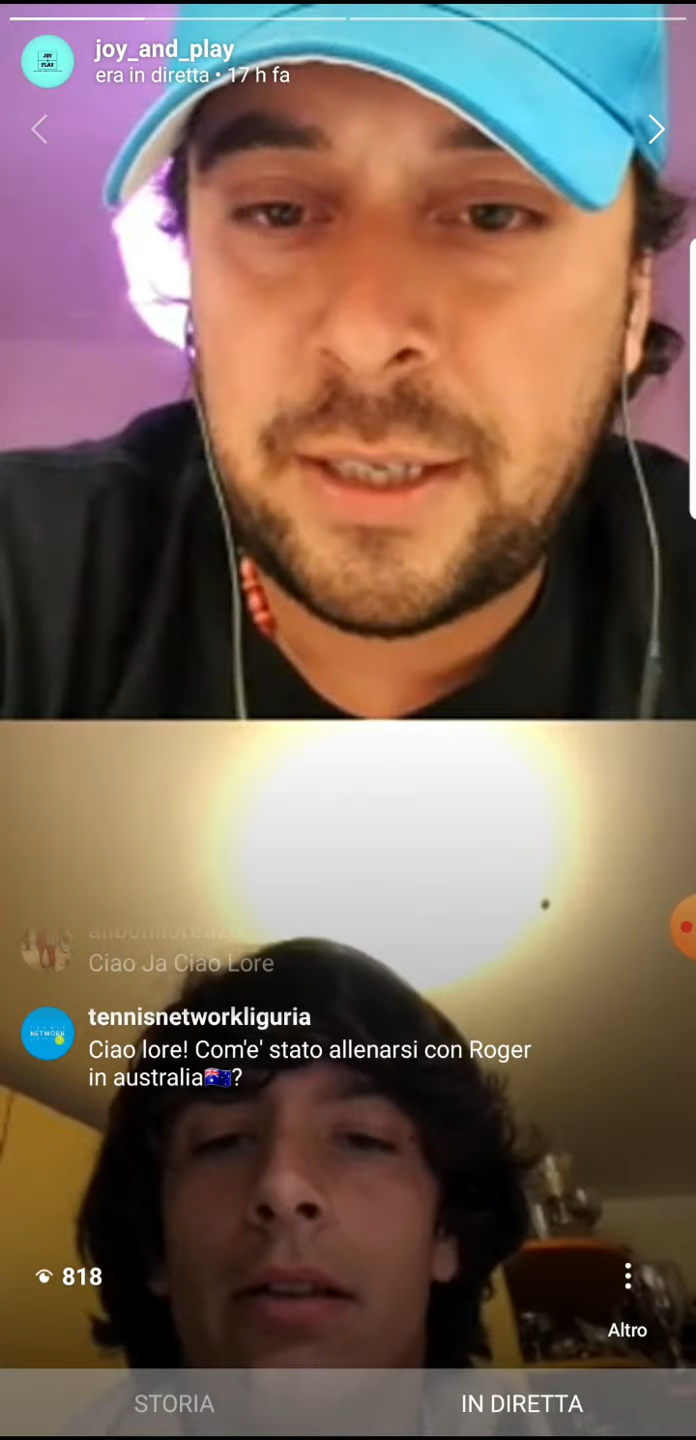 joy_and_play
era in diretta • 17 h fa
Ciao Ja Ciao Lore
tennisnetworkliguria
Ciao lore! Com'e' stato allenarsi con Roger
in australia🇦🇺?
818
Altro
STORIA
IN DIRETTA